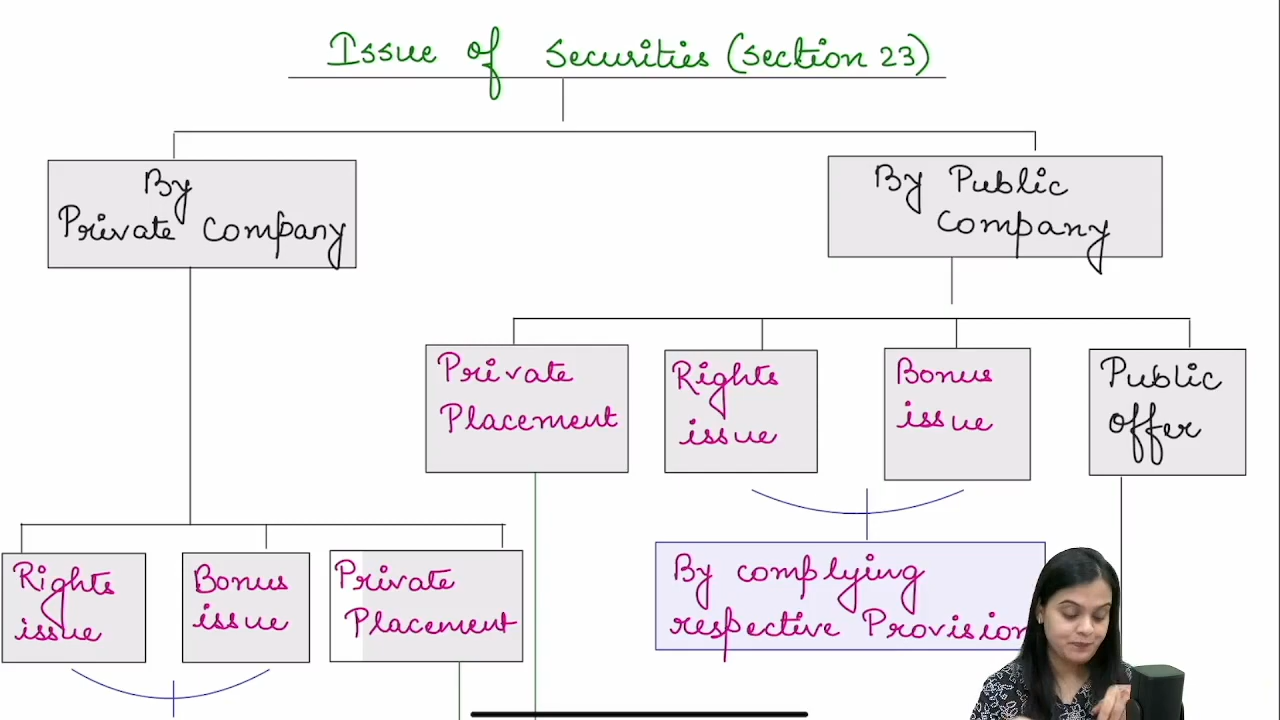 Issue of Securities (Section 23)
By
Private Company
By Public
Company
Private
Placement
Rights
issue
Bonus
issue
Public
offer
Rights
issue
Bonus
issue
Private
Placement
By complying
respective Provision